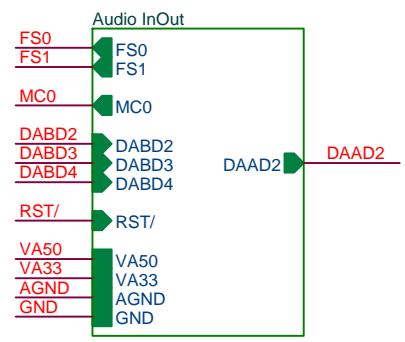 Audio InOut
FS0
FS0
FS1
FS1
MC0
MC0
DABD2
DABD2
DABD3
DABD3
DAAD2
DAAD2
DABD4
DABD4
RST/
RST/
VA50
VA50
VA33
VA33
AGND
AGND
GND
GND